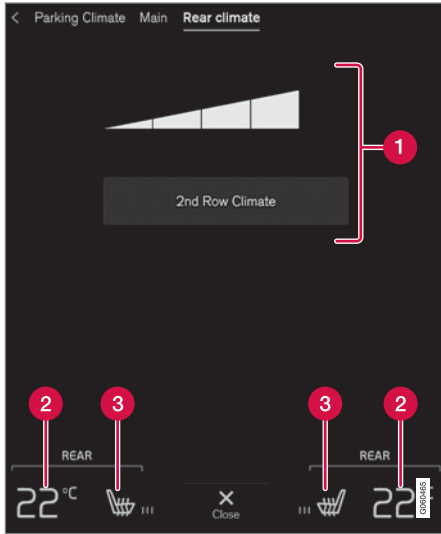 < Parking Climate Main Rear climate
1
2nd Row Climate
2 3 3 2
REAR REAR
22°C 22
Close
G060465